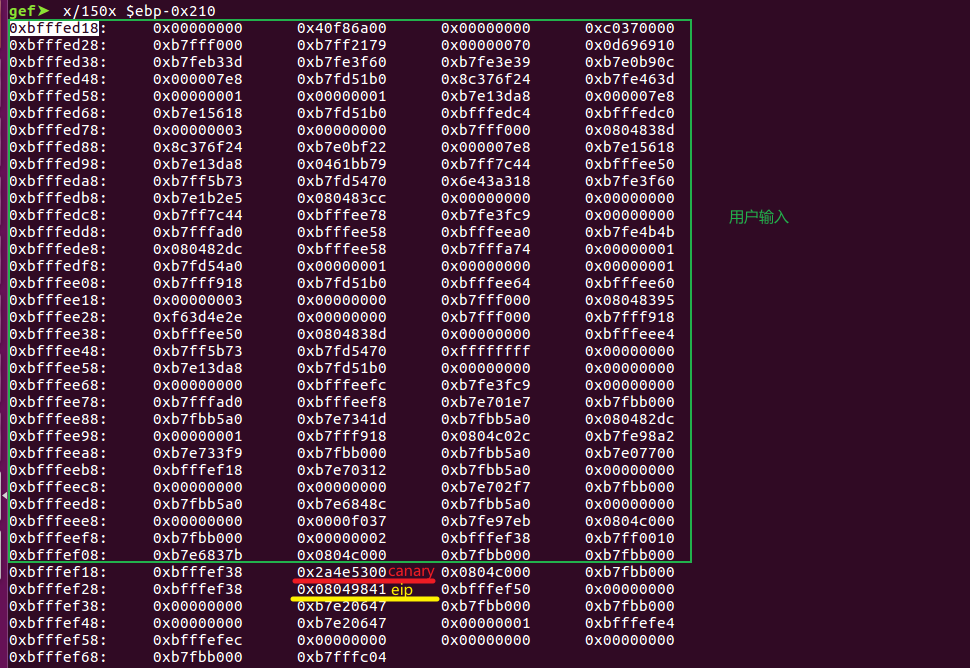 gef➤  x/150x $ebp-0x210
0xbfffed18: 0x00000000 0x40f86a00 0x00000000 0xc0370000
0xbfffed28: 0xb7fff000 0xb7ff2179 0x00000070 0x0d696910
0xbfffed38: 0xb7feb33d 0xb7fe3f60 0xb7fe3e39 0xb7e0b90c
0xbfffed48: 0x000007e8 0xb7fd51b0 0x8c376f24 0xb7fe463d
0xbfffed58: 0x00000001 0x00000001 0xb7e13da8 0x000007e8
0xbfffed68: 0xb7e15618 0xb7fd51b0 0xbfffedc4 0xbfffedc0
0xbfffed78: 0x00000003 0x00000000 0xb7fff000 0x0804838d
0xbfffed88: 0x8c376f24 0xb7e0bf22 0x000007e8 0xb7e15618
0xbfffed98: 0xb7e13da8 0x0461bb79 0xb7ff7c44 0xbfffee50
0xbfffeda8: 0xb7ff5b73 0xb7fd5470 0x6e43a318 0xb7fe3f60
0xbfffedb8: 0xb7e1b2e5 0x080483cc 0x00000000 0x00000000
0xbfffedc8: 0xb7ff7c44 0xbfffee78 0xb7fe3fc9 0x00000000
0xbfffedd8: 0xb7fffad0 0xbfffee58 0xbfffeea0 0xb7fe4b4b
0xbfffede8: 0x080482dc 0xbfffee58 0xb7fffa74 0x00000001
0xbfffedf8: 0xb7fd54a0 0x00000001 0x00000000 0x00000001
0xbfffee08: 0xb7fff918 0xb7fd51b0 0xbfffee64 0xbfffee60
0xbfffee18: 0x00000003 0x00000000 0xb7fff000 0x08048395
0xbfffee28: 0xf63d4e2e 0x00000000 0xb7fff000 0xb7fff918
0xbfffee38: 0xbfffee50 0x0804838d 0x00000000 0xbfffeee4
0xbfffee48: 0xb7ff5b73 0xb7fd5470 0xffffffff 0x00000000
0xbfffee58: 0xb7e13da8 0xb7fd51b0 0x00000000 0x00000000
0xbfffee68: 0x00000000 0xbfffeefc 0xb7fe3fc9 0x00000000
0xbfffee78: 0xb7fffad0 0xbfffeef8 0xb7e701e7 0xb7fbb000
0xbfffee88: 0xb7fbb5a0 0xb7e7341d 0xb7fbb5a0 0x080482dc
0xbfffee98: 0x00000001 0xb7fff918 0x0804c02c 0xb7fe98a2
0xbfffeea8: 0xb7e733f9 0xb7fbb000 0xb7fbb5a0 0xb7e07700
0xbfffeeb8: 0xbfffef18 0xb7e70312 0xb7fbb5a0 0x00000000
0xbfffeec8: 0x00000000 0x00000000 0xb7e702f7 0xb7fbb000
0xbfffeed8: 0xb7fbb5a0 0xb7e6848c 0xb7fbb5a0 0x00000000
0xbfffeee8: 0x00000000 0x0000f037 0xb7fe97eb 0x0804c000
0xbfffeef8: 0xb7fbb000 0x00000002 0xbfffef38 0xb7ff0010
0xbfffef08: 0xb7e6837b 0x0804c000 0xb7fbb000 0xb7fbb000
0xbfffef18: 0xbfffef38 0x2a4e5300 canary 0x0804c000 0xb7fbb000
0xbfffef28: 0xbfffef38 0x08049841 eip 0xbfffef50 0x00000000
0xbfffef38: 0x00000000 0xb7e20647 0xb7fbb000 0xb7fbb000
0xbfffef48: 0x00000000 0xb7e20647 0x00000001 0xbfffefe4
0xbfffef58: 0xbfffefec 0x00000000 0x00000000 0x00000000
0xbfffef68: 0xb7fbb000 0xb7fffc04
用户输入